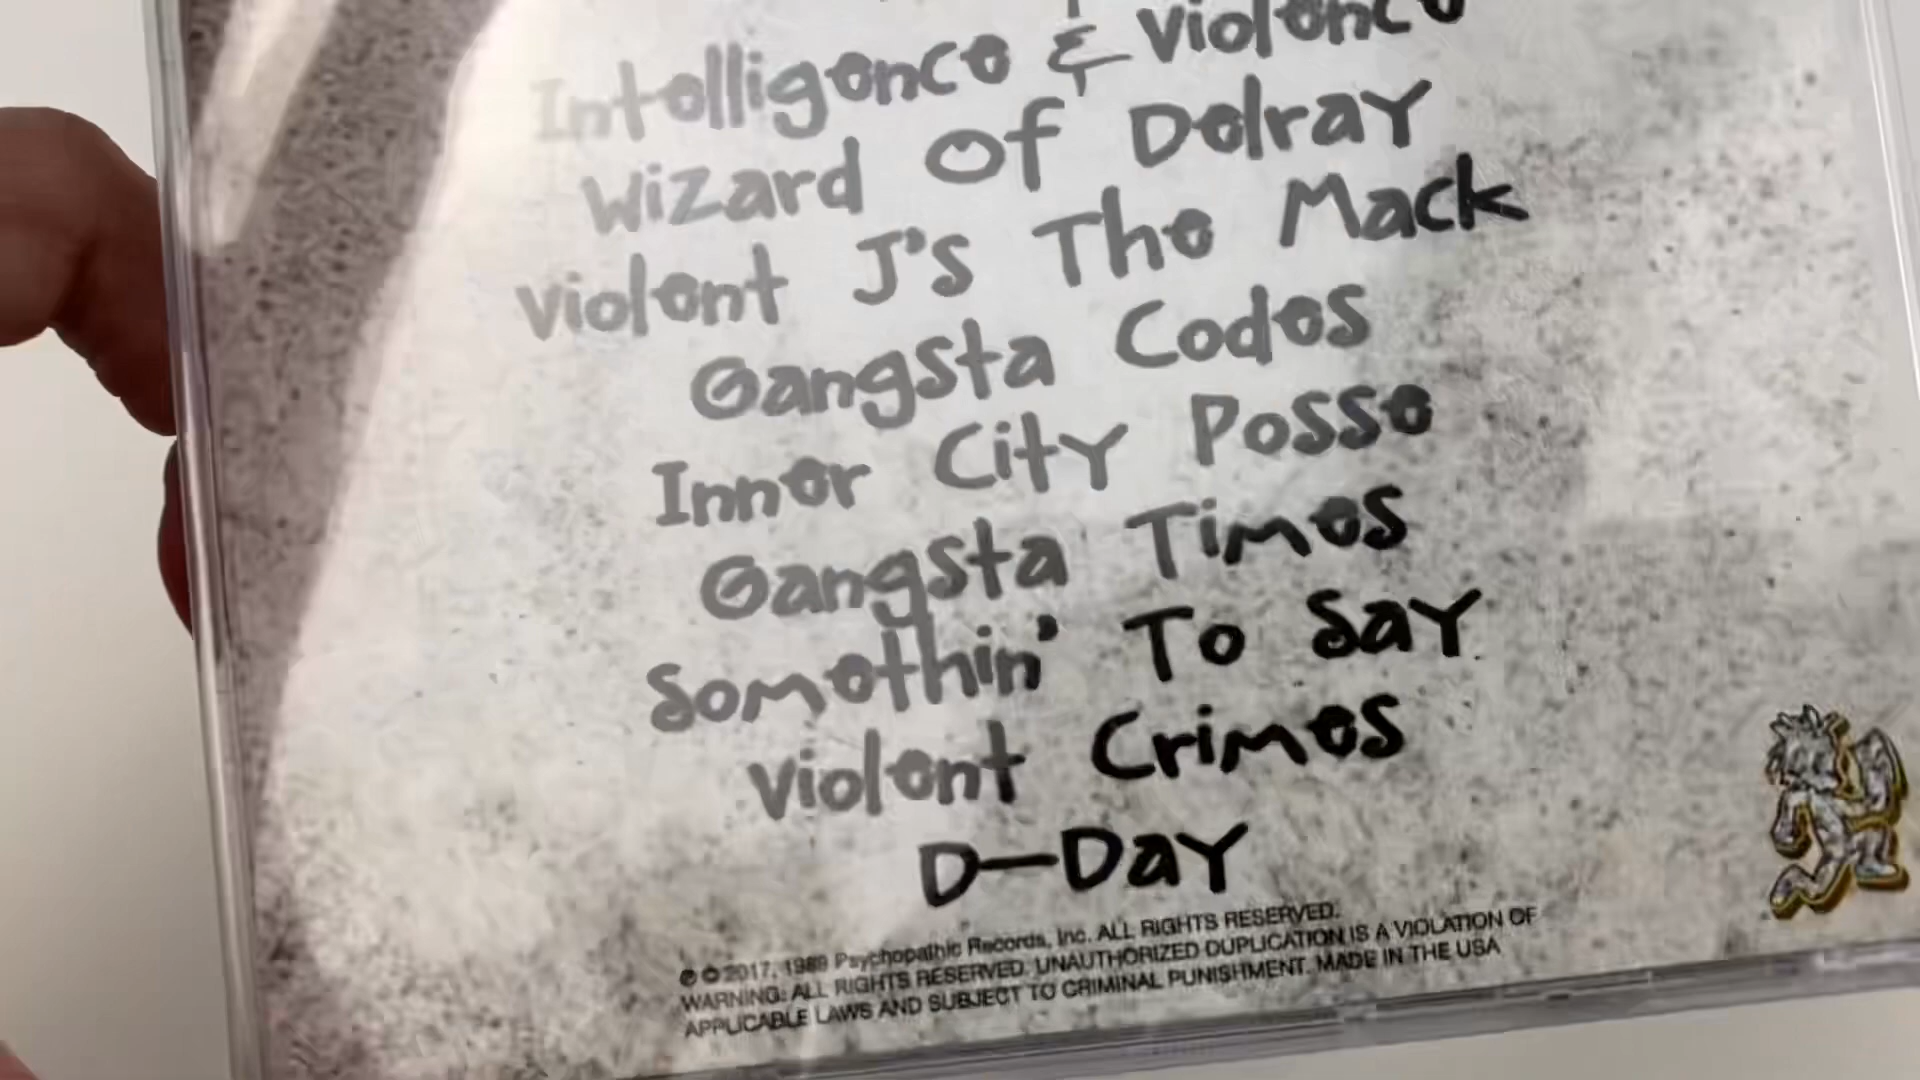 Intelligence & Violence
Wizard Of Delray
Violent J's The Mack
Gangsta Codes
Inner City Posse
Gangsta Times
Somethin' To Say
Violent Crimes
D-Day
℗ © 2017, 1989 Psychopathic Records, Inc. ALL RIGHTS RESERVED.
WARNING: ALL RIGHTS RESERVED. UNAUTHORIZED DUPLICATION IS A VIOLATION OF
APPLICABLE LAWS AND SUBJECT TO CRIMINAL PUNISHMENT. MADE IN THE USA